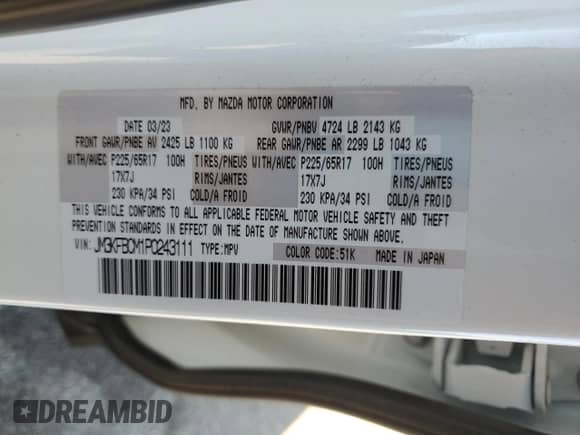 MFD. BY MAZDA MOTOR CORPORATION
DATE 03/23 GVWR/PNBV 4724 LB 2143 KG
FRONT GAWR/PNBE AV 2425 LB 1100 KG REAR GAWR/PNBE AR 2299 LB 1043 KG
WITH/AVEC P225/65R17 100H TIRES/PNEUS WITH/AVEC P225/65R17 100H TIRES/PNEUS
17X7J RIMS/JANTES 17X7J RIMS/JANTES
230 KPA/34 PSI COLD/A FROID 230 KPA/34 PSI COLD/A FROID
THIS VEHICLE CONFORMS TO ALL APPLICABLE FEDERAL MOTOR VEHICLE SAFETY AND THEFT
PREVENTION STANDARDS IN EFFECT ON THE DATE OF MANUFACTURE SHOWN ABOVE.
VIN: JM3KFBCM1P0243111 TYPE:MPV COLOR CODE:51K MADE IN JAPAN
DREAMBID